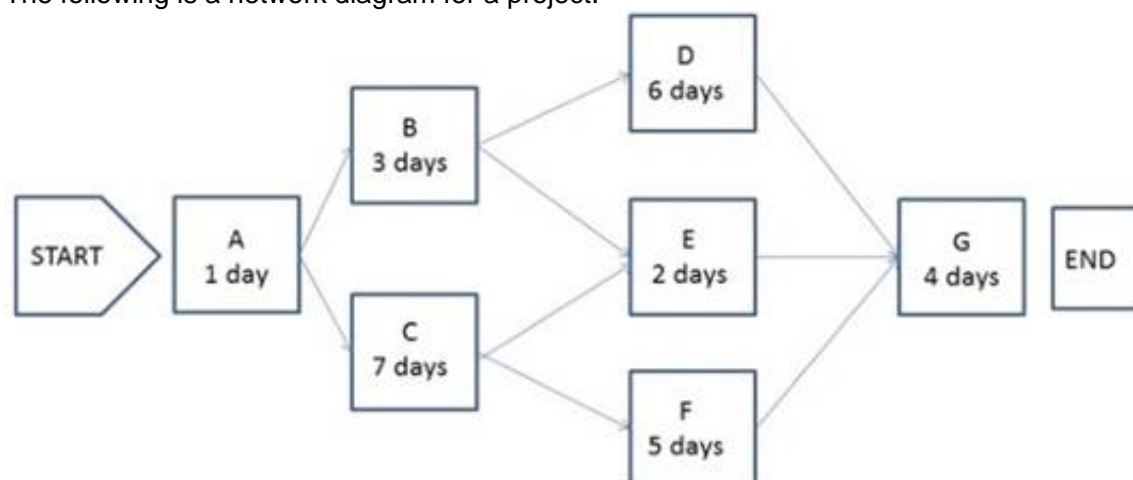 The following is a network diagram for a project.
D
6 days
B
3 days
START
A
1 day
E
2 days
G
4 days
END
C
7 days
F
5 days